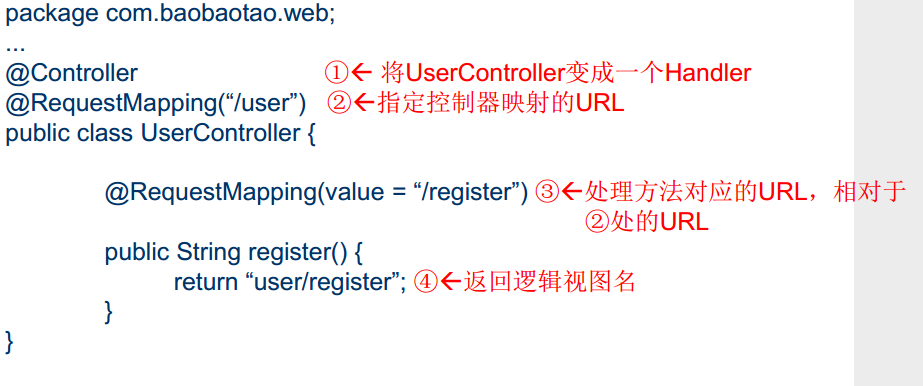 package com.baobaotao.web;
...
@Controller ①← 将UserController变成一个Handler
@RequestMapping(“/user”) ②←指定控制器映射的URL
public class UserController {
@RequestMapping(value = “/register”) ③←处理方法对应的URL，相对于
②处的URL
public String register() {
return “user/register”; ④←返回逻辑视图名
}
}